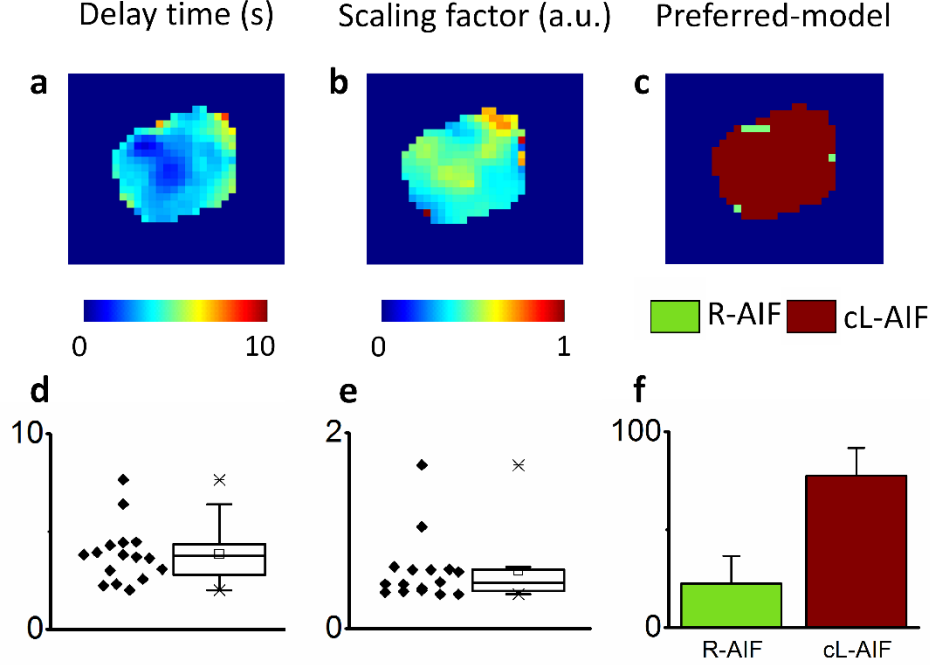 Delay time (s) Scaling factor (a.u.) Preferred-model
a b c
0 10 0 1
R-AIF cL-AIF
d e f
10 2 100
0 0 0
R-AIF cL-AIF